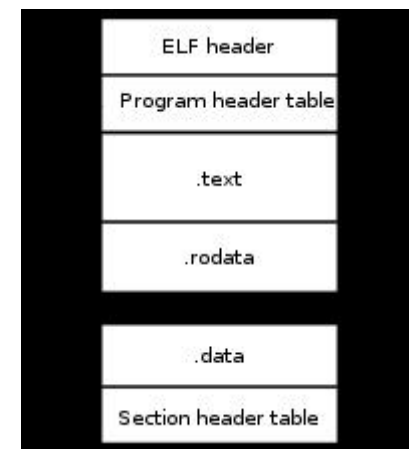 ELF header
Program header table
.text
.rodata
.data
Section header table